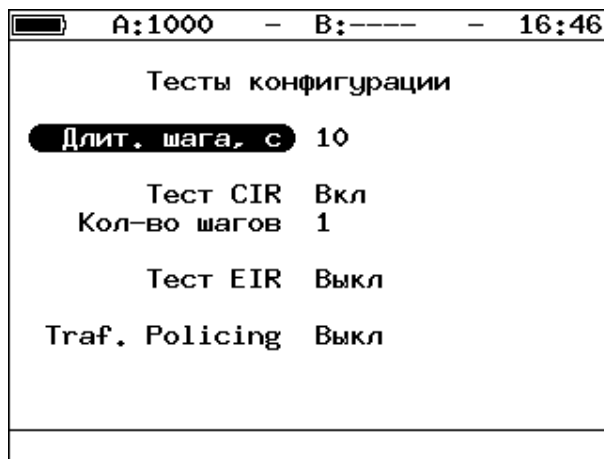 A:1000 – B:---- – 16:46
Тесты конфигурации
Длит. шага, с 10
Тест CIR Вкл
Кол-во шагов 1
Тест EIR Выкл
Traf. Policing Выкл